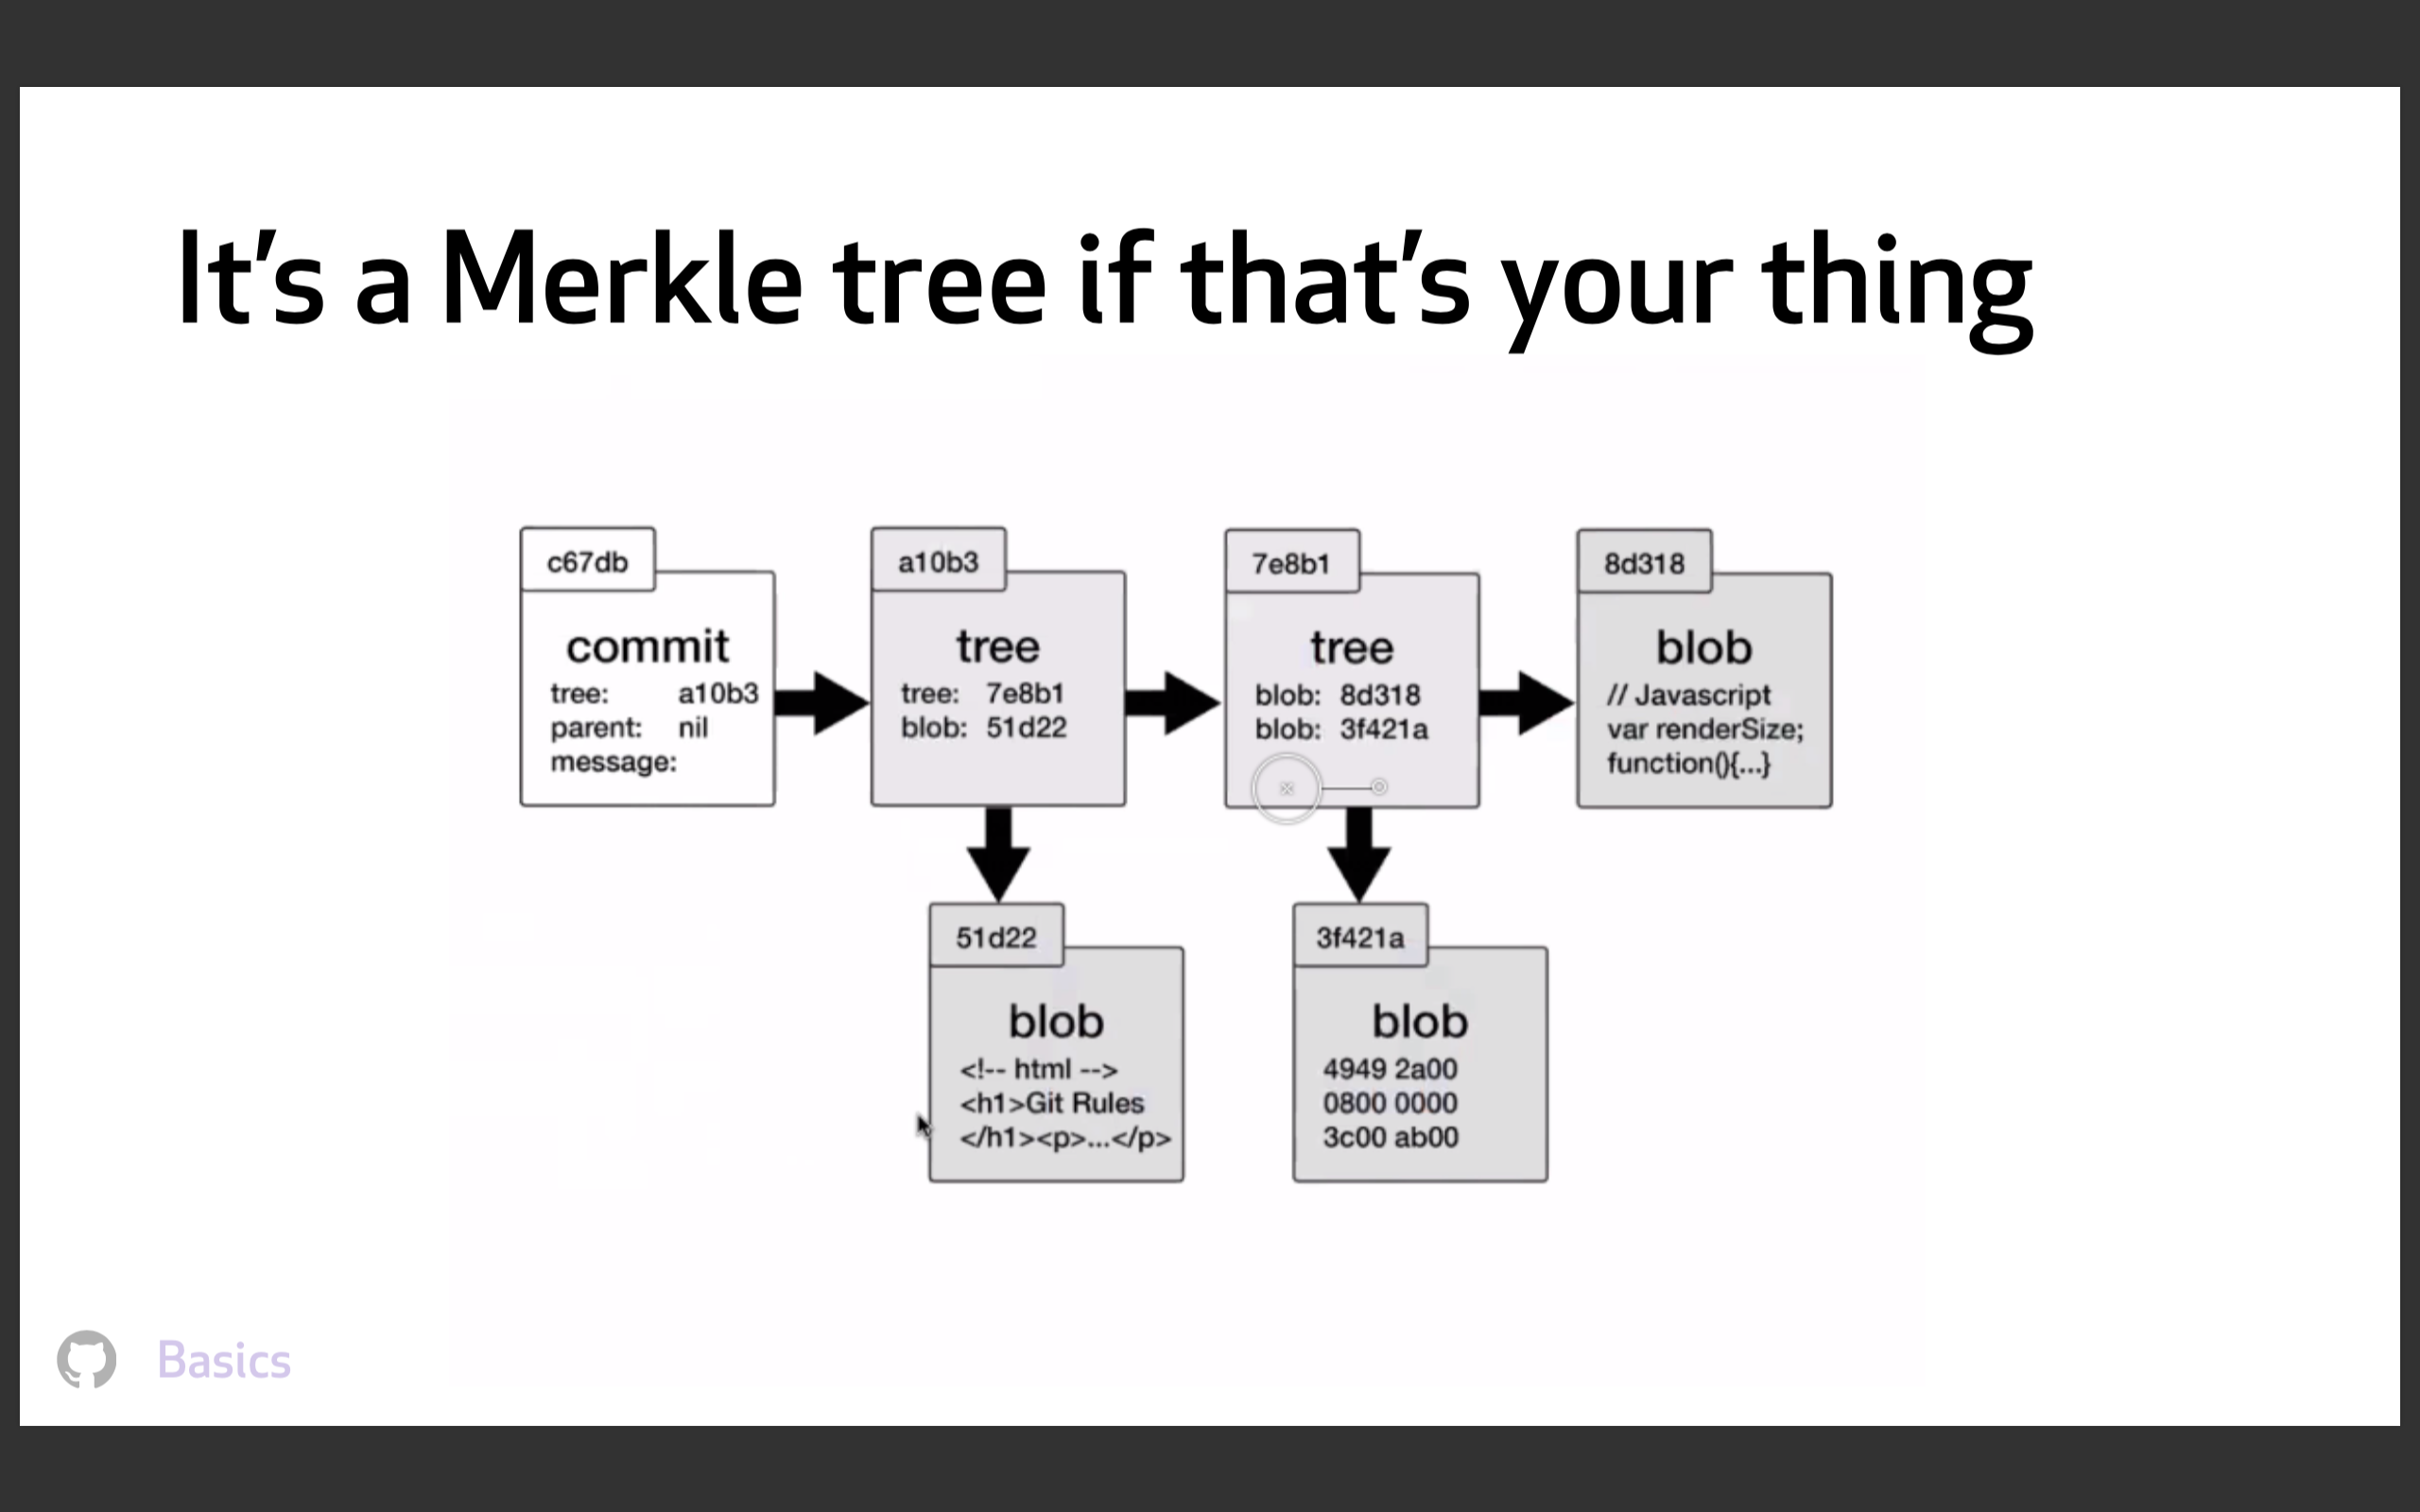 It’s a Merkle tree if that’s your thing
c67db
commit
tree: a10b3
parent: nil
message:
a10b3
tree
tree: 7e8b1
blob: 51d22
7e8b1
tree
blob: 8d318
blob: 3f421a
8d318
blob
// Javascript
var renderSize;
function(){...}
51d22
blob
<!-- html -->
<h1>Git Rules
</h1><p>...</p>
3f421a
blob
4949 2a00
0800 0000
3c00 ab00
Basics